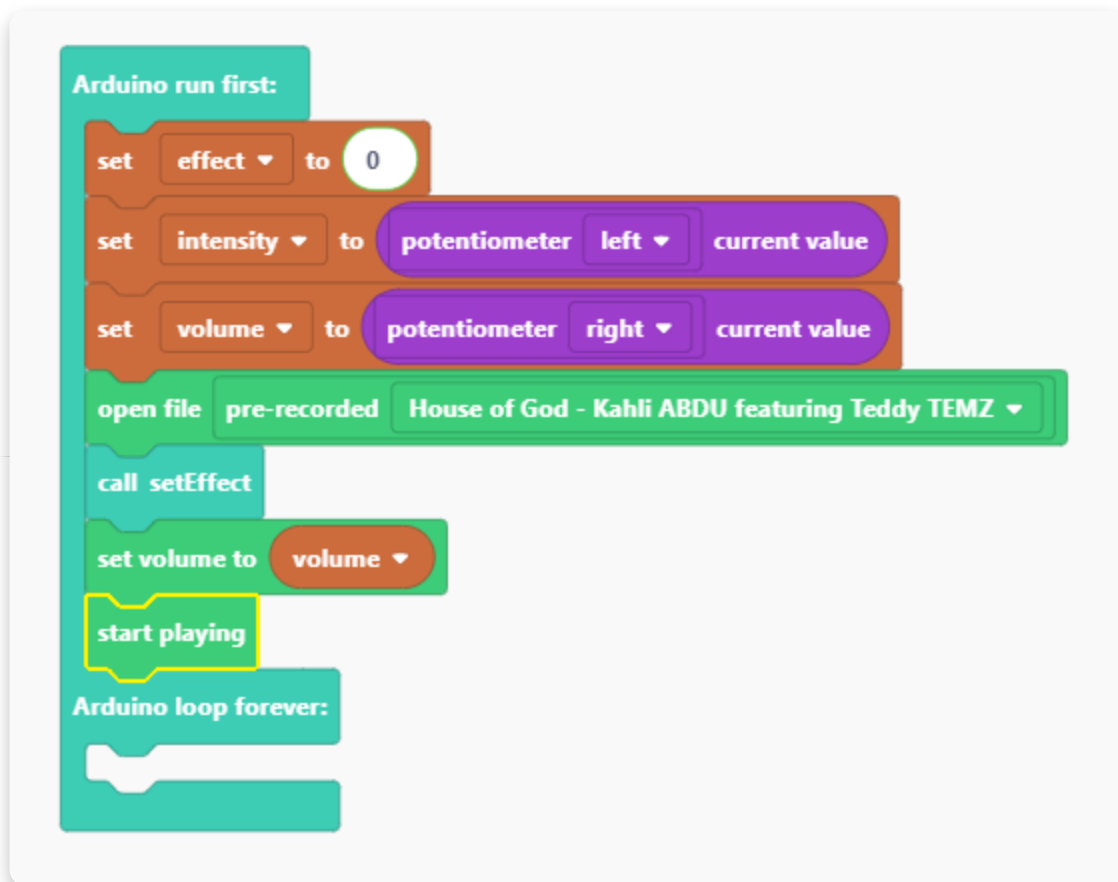 Arduino run first:
set effect to 0
set intensity to potentiometer left current value
set volume to potentiometer right current value
open file pre-recorded House of God - Kahli ABDU featuring Teddy TEMZ
call setEffect
set volume to volume
start playing
Arduino loop forever: